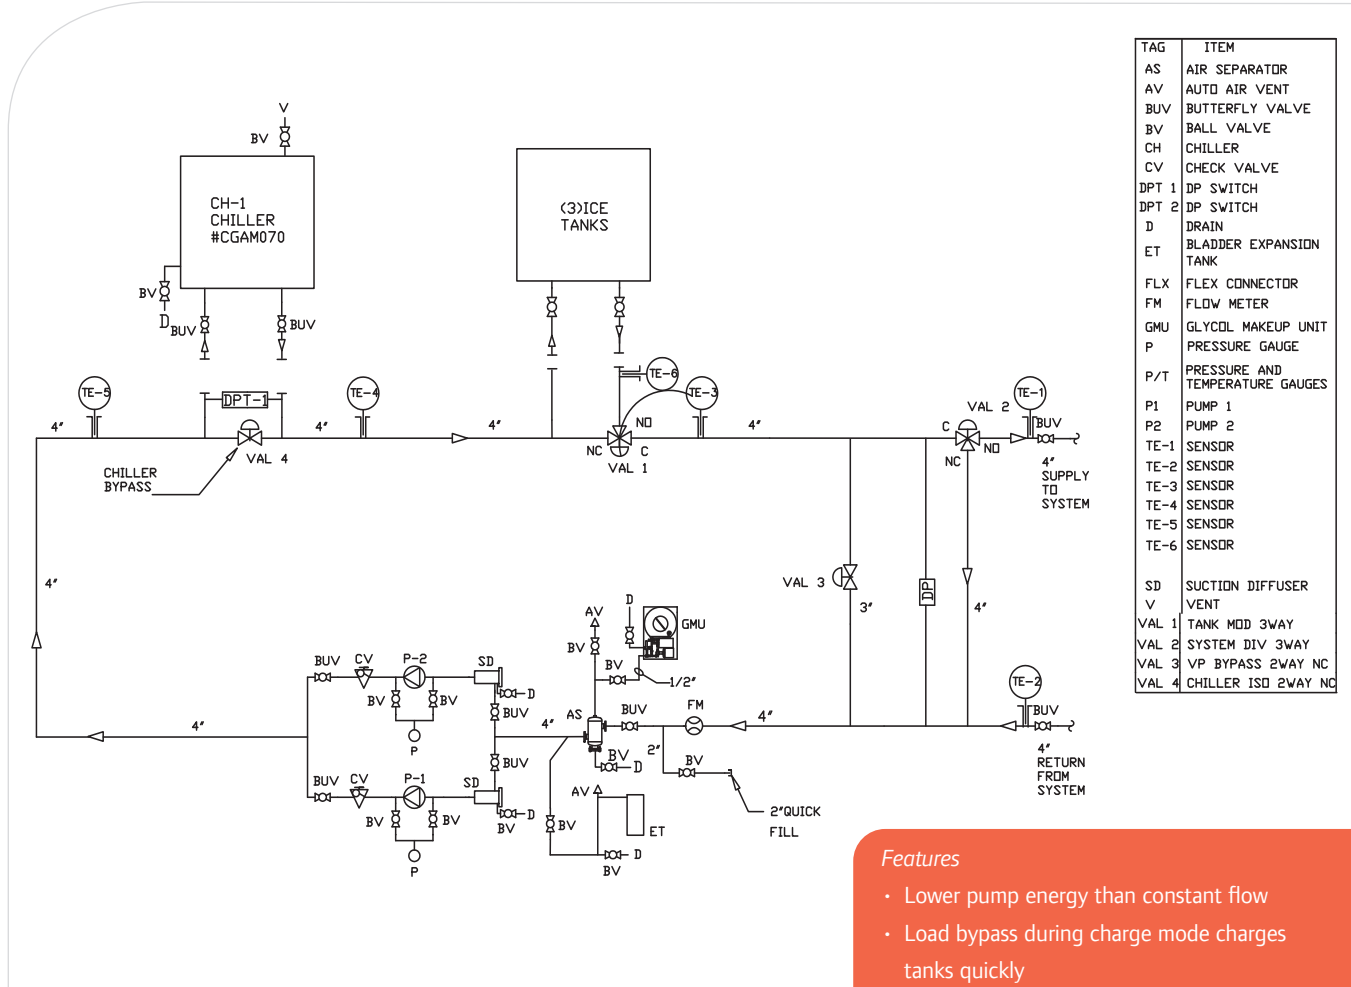 V
BV
CH-1
CHILLER
#CGAM070
BV
D
BUV
BUV
(3)ICE
TANKS
TE-5
DPT-1
TE-4
TE-6
TE-3
VAL 2
TE-1
BUV
4"
4"
4"
NO
4"
C
NO
NC
C
NC
VAL 4
VAL 1
CHILLER
BYPASS
4"
SUPPLY
TO
SYSTEM
4"
VAL 3
3"
DP
4"
AV
D
GMU
BV
BV
1/2"
BUV
CV
P-2
SD
D
BV
BV
BUV
P
4"
4"
AS
BUV
FM
4"
TE-2
BUV
2"
BV
D
BV
4"
RETURN
FROM
SYSTEM
BUV
BUV
CV
P-1
SD
D
BV
BV
BV
P
AV
BV
ET
D
BV
2"QUICK
FILL
TAG ITEM
AS AIR SEPARATOR
AV AUTO AIR VENT
BUV BUTTERFLY VALVE
BV BALL VALVE
CH CHILLER
CV CHECK VALVE
DPT 1 DP SWITCH
DPT 2 DP SWITCH
D DRAIN
ET BLADDER EXPANSION
TANK
FLX FLEX CONNECTOR
FM FLOW METER
GMU GLYCOL MAKEUP UNIT
P PRESSURE GAUGE
P/T PRESSURE AND
TEMPERATURE GAUGES
P1 PUMP 1
P2 PUMP 2
TE-1 SENSOR
TE-2 SENSOR
TE-3 SENSOR
TE-4 SENSOR
TE-5 SENSOR
TE-6 SENSOR
SD SUCTION DIFFUSER
V VENT
VAL 1 TANK MOD 3WAY
VAL 2 SYSTEM DIV 3WAY
VAL 3 VP BYPASS 2WAY NC
VAL 4 CHILLER ISO 2WAY NC
Features
· Lower pump energy than constant flow
· Load bypass during charge mode charges
tanks quickly